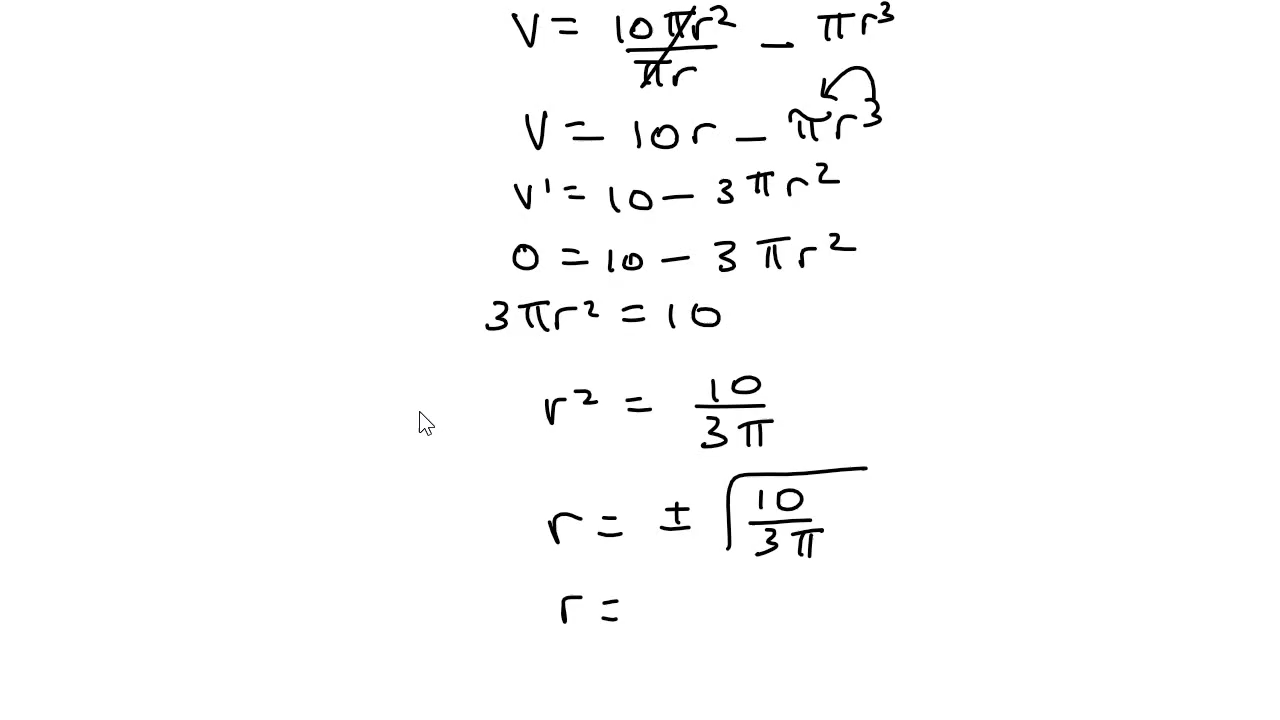 V = 10πr²/πr - πr³
V = 10r - πr³
V' = 10 - 3πr²
0 = 10 - 3πr²
3πr² = 10
r² = 10/3π
r = ± √10/3π
r =